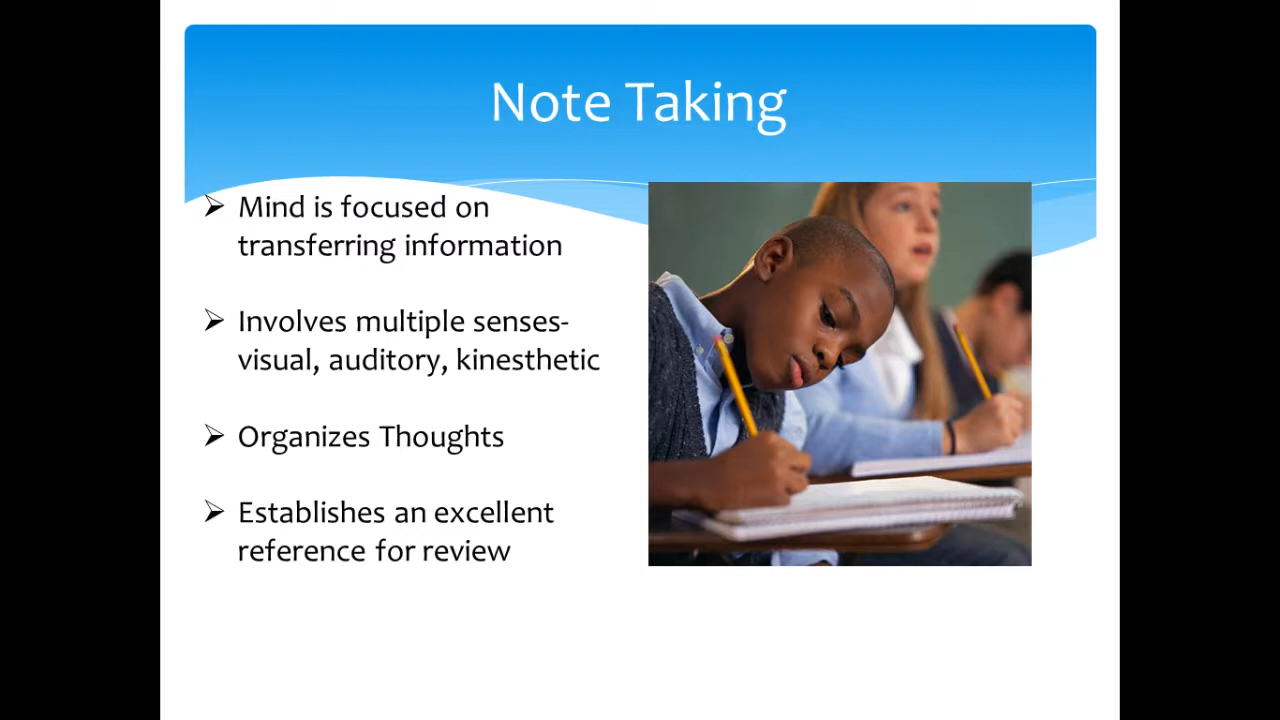 Note Taking
➢ Mind is focused on
transferring information
➢ Involves multiple senses-
visual, auditory, kinesthetic
➢ Organizes Thoughts
➢ Establishes an excellent
reference for review